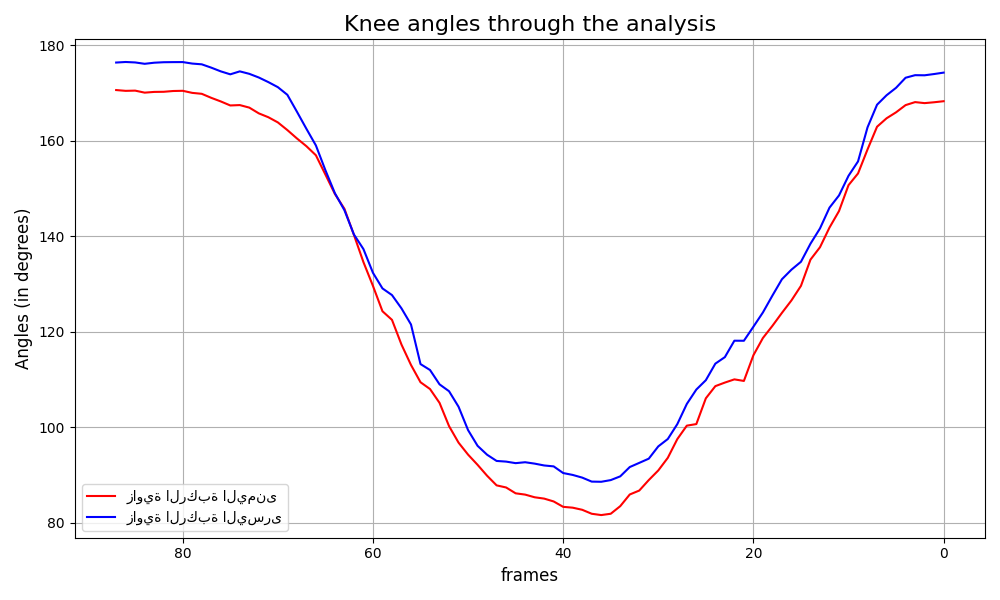 Knee angles through the analysis
180
160
140
120
100
80
Angles (in degrees)
زاوية الركبة اليمنى
زاوية الركبة اليسرى
80
60
40
20
0
frames